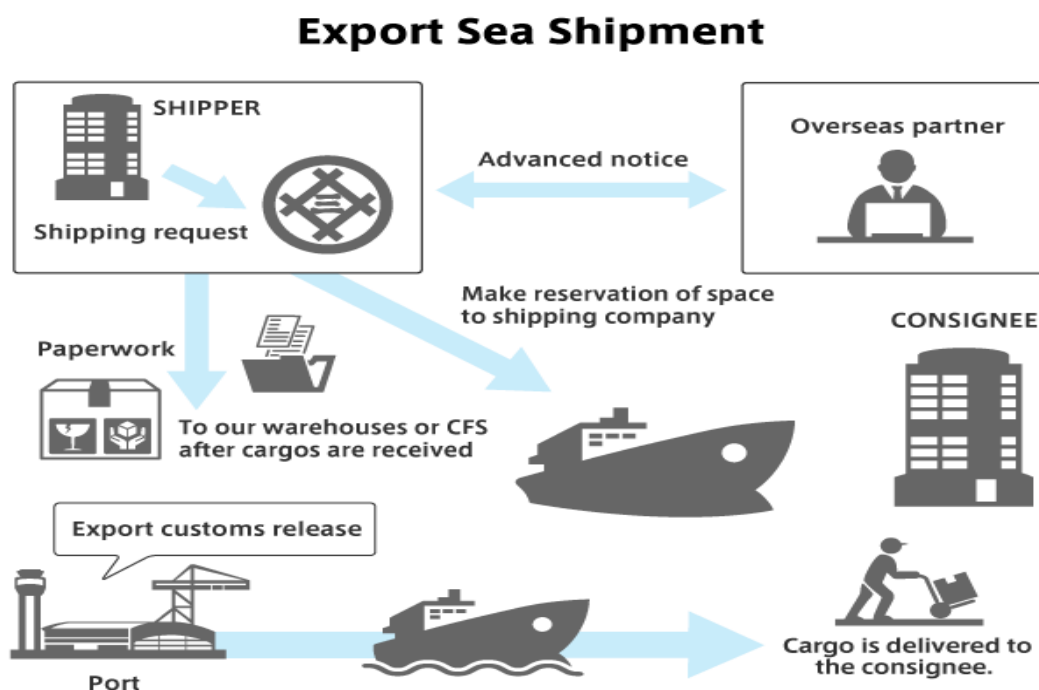 Export Sea Shipment
SHIPPER
Shipping request
Advanced notice
Overseas partner
Make reservation of space
to shipping company
CONSIGNEE
Paperwork
To our warehouses or CFS
after cargos are received
Export customs release
Port
Cargo is delivered to
the consignee.